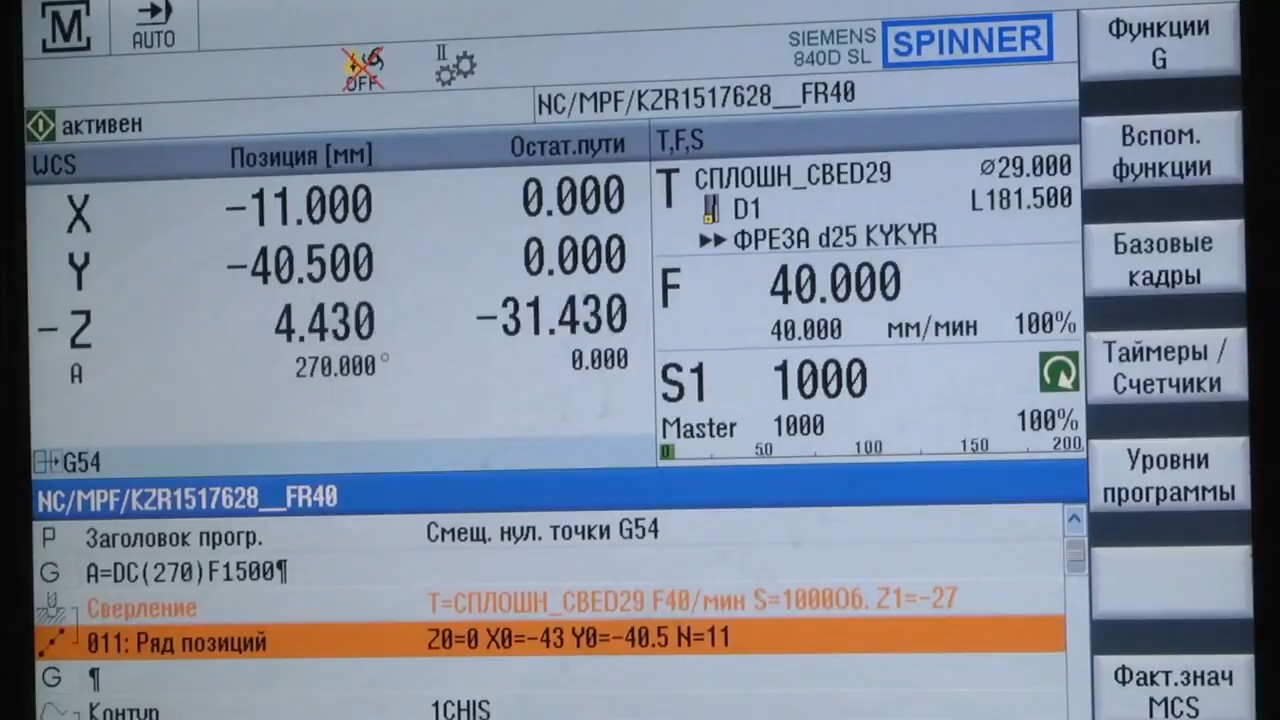 M
AUTO
OFF
II
SIEMENS
840D SL
SPINNER
NC/MPF/KZR1517628__FR40
активен
WCS Позиция [мм] Остат.пути
X -11.000 0.000
Y -40.500 0.000
- Z 4.430 -31.430
A 270.000° 0.000
G54
T,F,S
T СПЛОШН_СВЕD29 ⌀29.000
D1 L181.500
ФРЕЗА d25 KYKYR
F 40.000
40.000 мм/мин 100%
S1 1000
Master 1000 100%
0 50 100 150 200
NC/MPF/KZR1517628__FR40
P Заголовок прогр. Смещ. нул. точки G54
G A=DC(270)F1500¶
Сверление T=СПЛОШН_СВЕD29 F40/мин S=1000Об. Z1=-27
011: Ряд позиций Z0=0 X0=-43 Y0=-40.5 N=11
G ¶
Контур 1CHIS
Функции
G
Вспом.
функции
Базовые
кадры
Таймеры /
Счетчики
Уровни
программы
Факт.знач
MCS